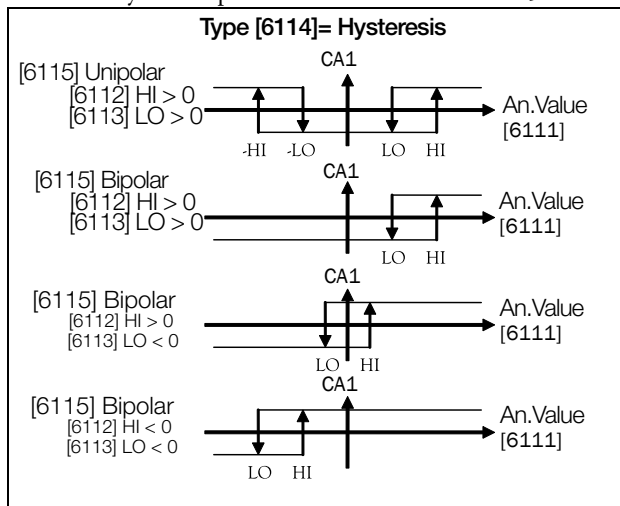 Type [6114]= Hysteresis
CA1
[6115] Unipolar
[6112] HI > 0
[6113] LO > 0
An.Value
[6111]
-HI -LO LO HI
CA1
[6115] Bipolar
[6112] HI > 0
[6113] LO > 0
An.Value
[6111]
LO HI
CA1
[6115] Bipolar
[6112] HI > 0
[6113] LO < 0
An.Value
[6111]
LO HI
CA1
[6115] Bipolar
[6112] HI < 0
[6113] LO < 0
An.Value
[6111]
LO HI